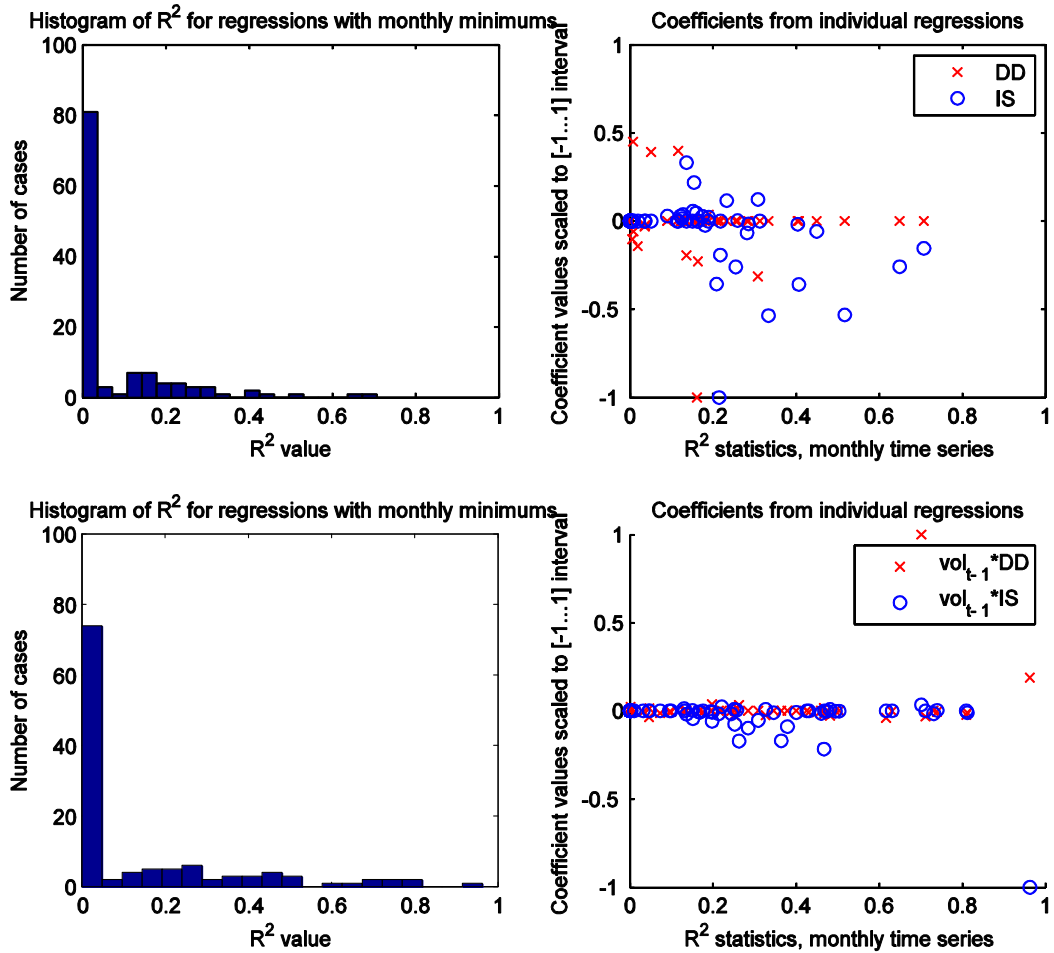 Histogram of R2 for regressions with monthly minimums
100
80
60
40
20
0
Number of cases
0 0.2 0.4 0.6 0.8 1
R2 value
Coefficients from individual regressions
1
0.5
0
-0.5
-1
Coefficient values scaled to [-1...1] interval
DD
IS
0 0.2 0.4 0.6 0.8 1
R2 statistics, monthly time series
Histogram of R2 for regressions with monthly minimums
100
80
60
40
20
0
Number of cases
0 0.2 0.4 0.6 0.8 1
R2 value
Coefficients from individual regressions
1
0.5
0
-0.5
-1
Coefficient values scaled to [-1...1] interval
vol t-1*DD
vol t-1*IS
0 0.2 0.4 0.6 0.8 1
R2 statistics, monthly time series